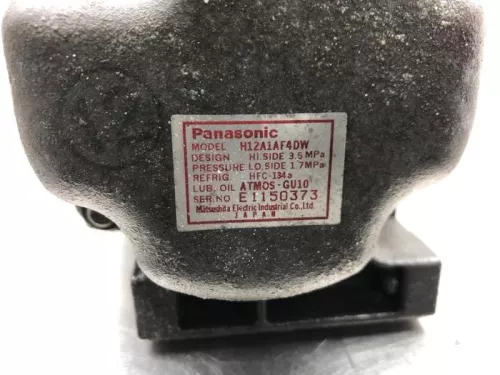 Panasonic
MODEL H12A1AF4DW
DESIGN HI.SIDE 3.5MPa
PRESSURE LO.SIDE 1.7MPa
REFRIG. HFC-134a
LUB. OIL ATMOS-GU10
SER.NO E1150373
Matsushita Electric Industrial Co.,Ltd.
JAPAN